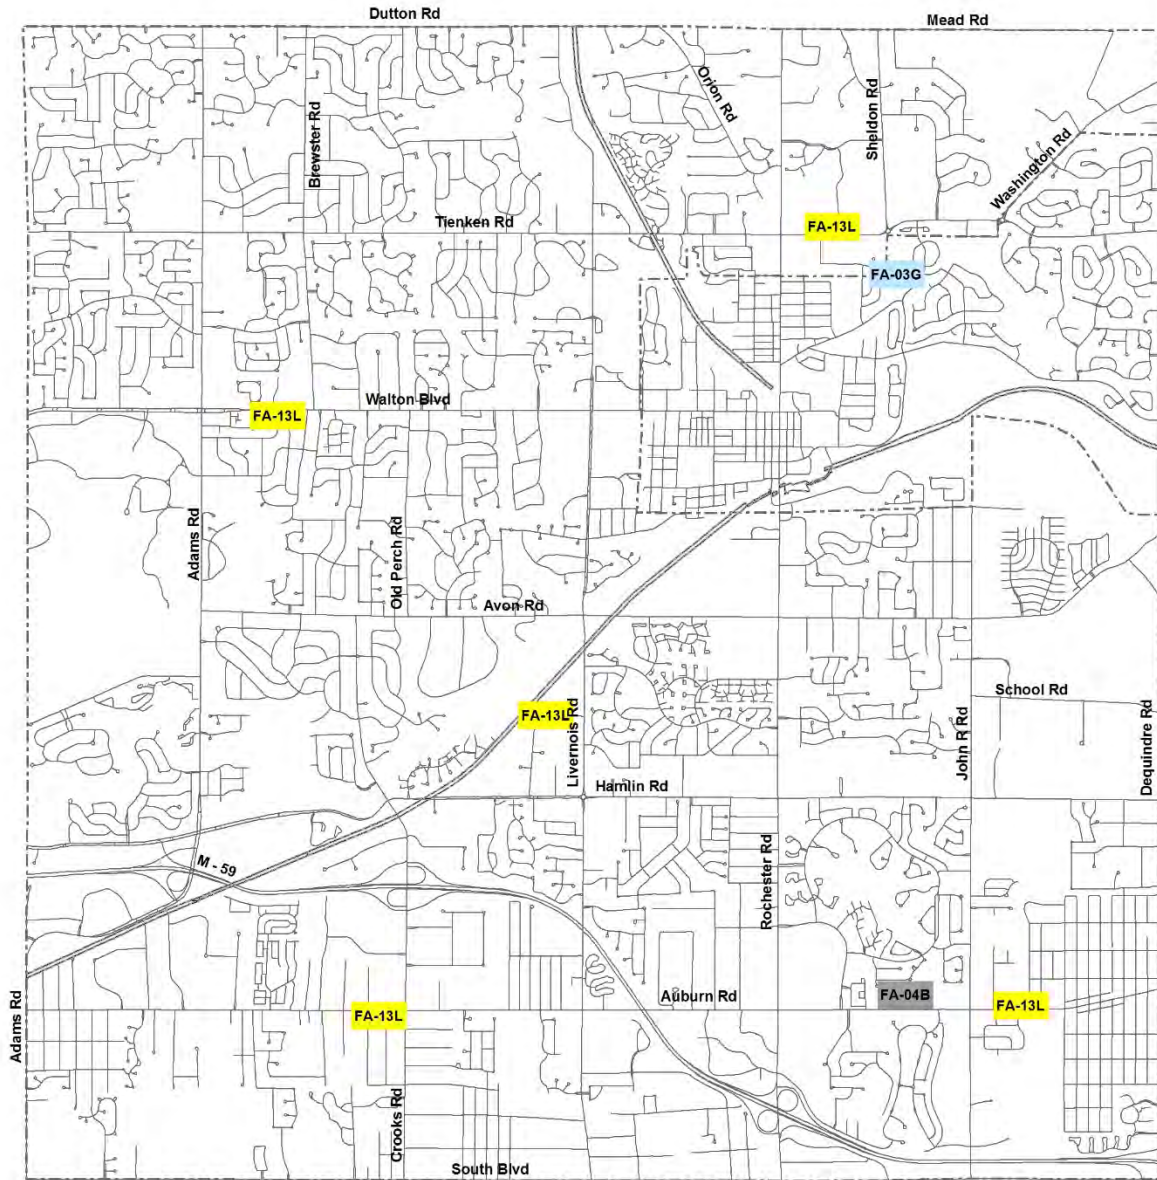 Dutton Rd
Mead Rd
Orion Rd
Sheldon Rd
Brewster Rd
Washington Rd
Tienken Rd
FA-13L
FA-03G
Walton Blvd
FA-13L
Adams Rd
Old Perch Rd
Avon Rd
School Rd
FA-13L
Livernois Rd
John R Rd
Dequindre Rd
Hamlin Rd
M - 59
Rochester Rd
Auburn Rd
FA-04B
FA-13L
Adams Rd
FA-13L
Crooks Rd
South Blvd